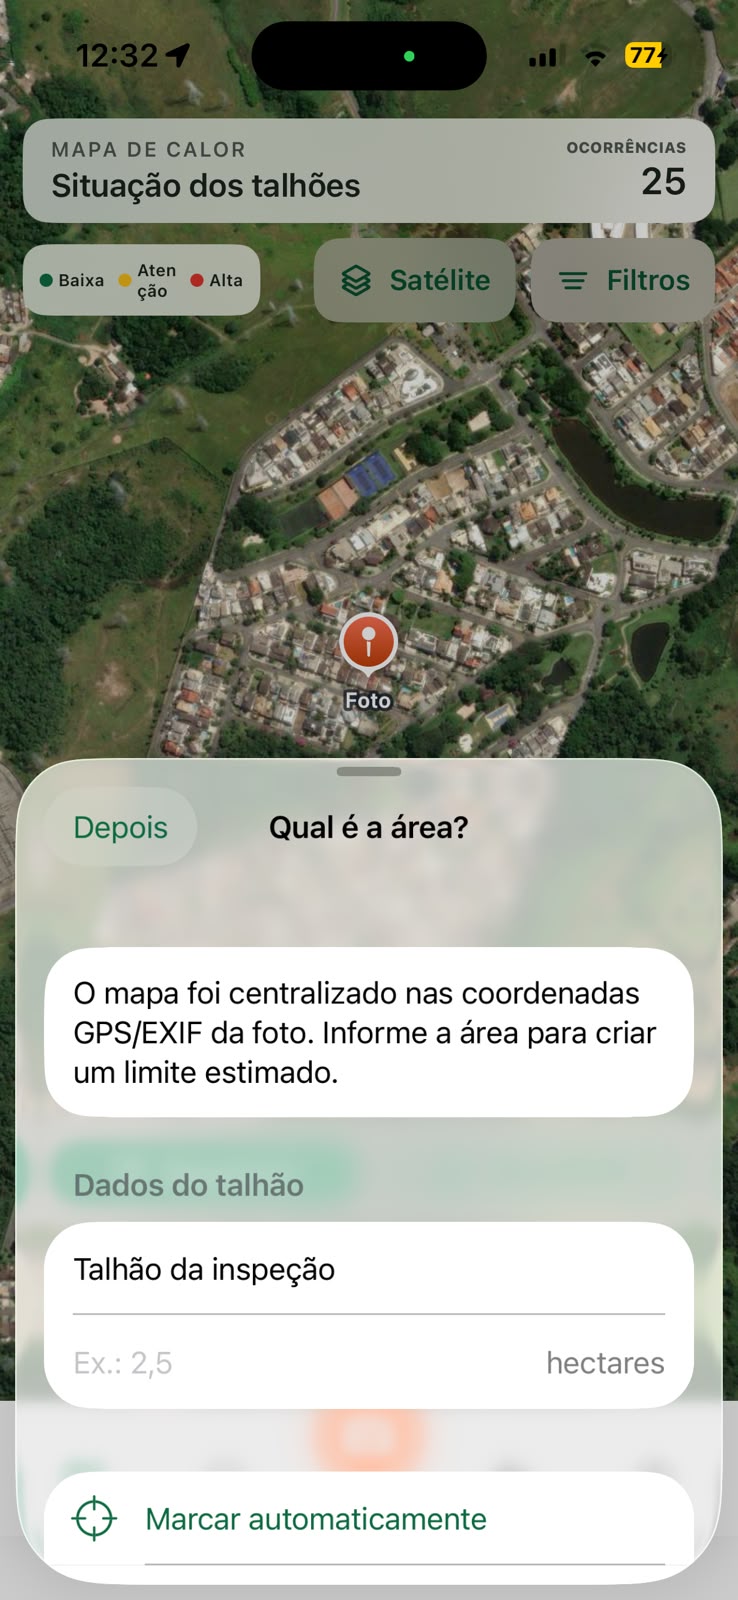 12:32
77
MAPA DE CALOR
OCORRÊNCIAS
Situação dos talhões
25
Baixa
Aten
ção
Alta
Satélite
Filtros
Foto
Depois
Qual é a área?
O mapa foi centralizado nas coordenadas
GPS/EXIF da foto. Informe a área para criar
um limite estimado.
Dados do talhão
Talhão da inspeção
Ex.: 2,5
hectares
Marcar automaticamente